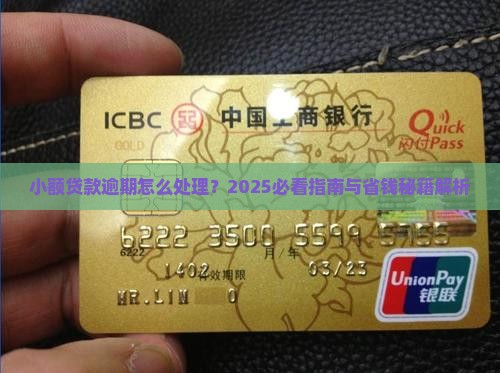 ICBC 中国工商银行 Quick
GOLD 闪付Pass
小额贷款逾期怎么处理？2025必看指南与省钱秘籍解析
6222 3500 5599
6222 月/年
1402 有效期限 03/23
UnionPay
银联
MR.LIN 0